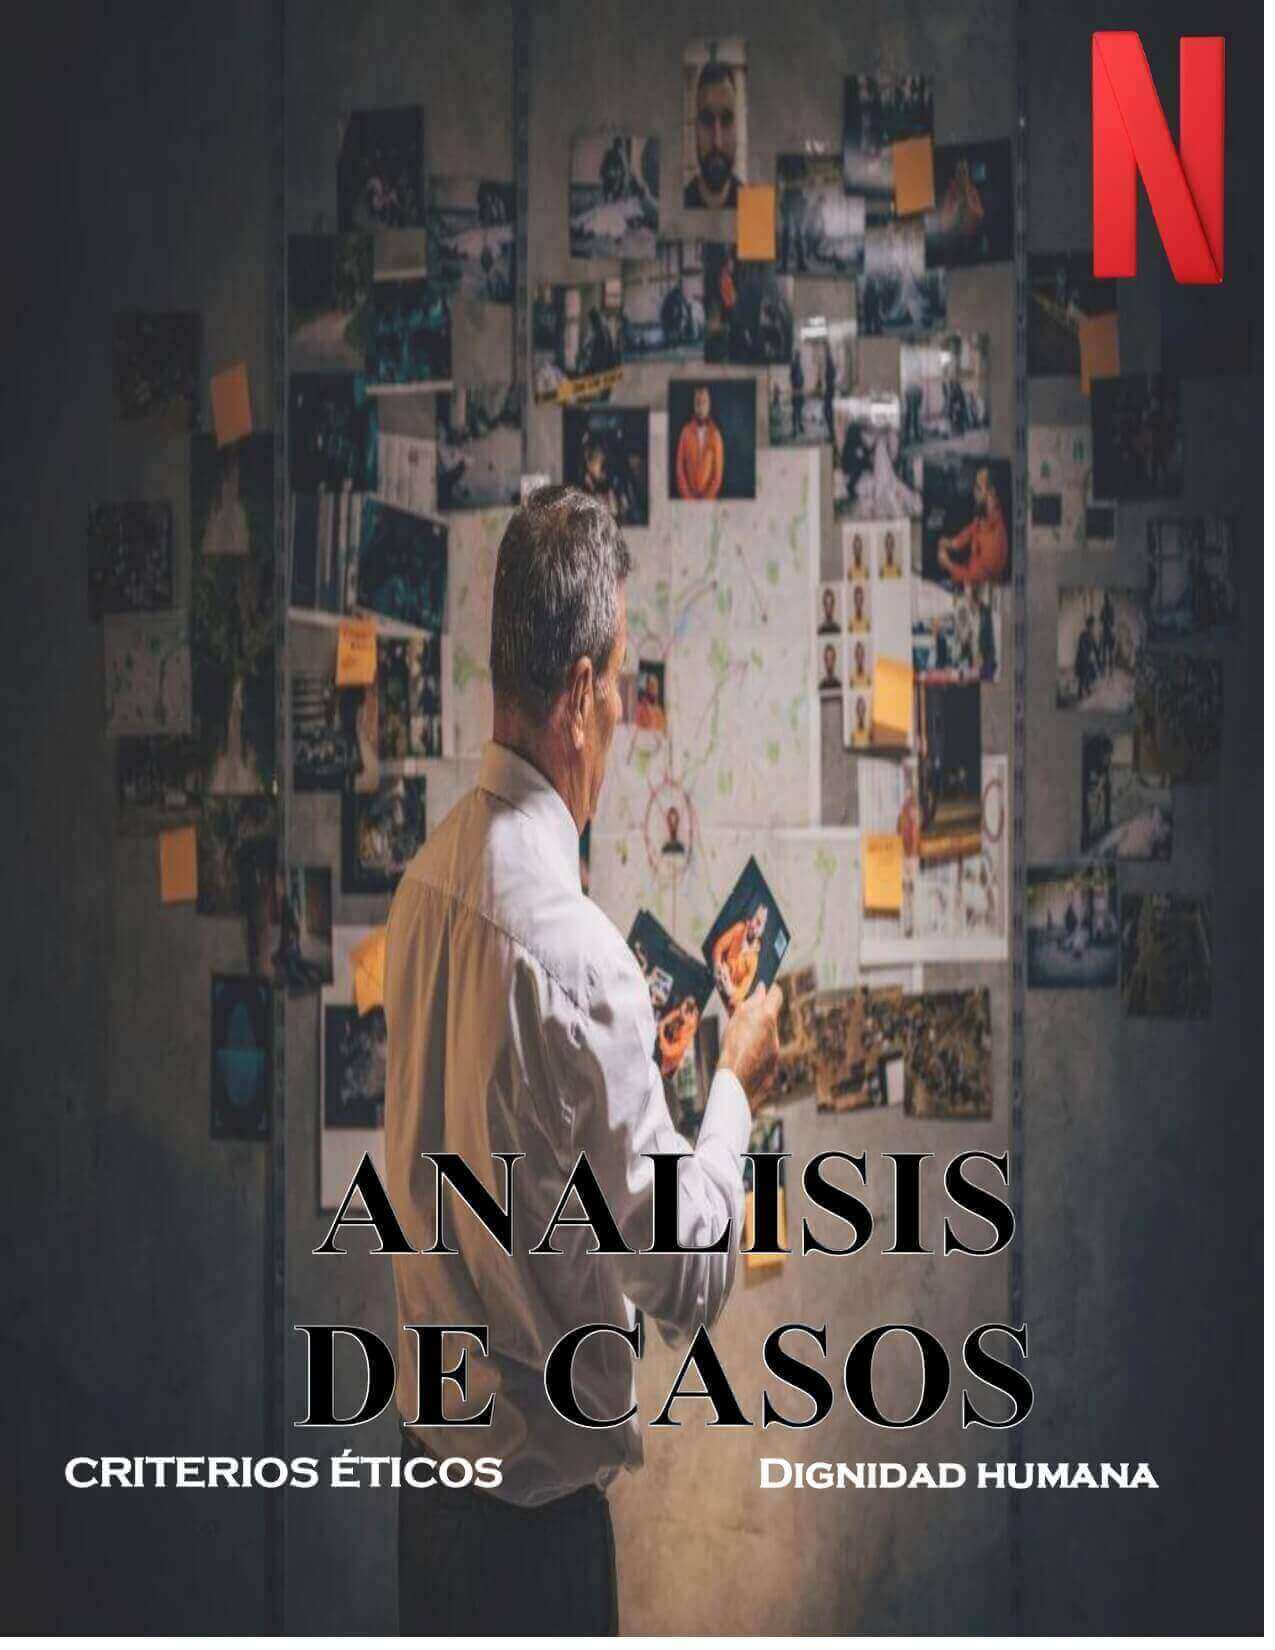 N
ANALISIS
DE CASOS
CRITERIOS ÉTICOS
DIGNIDAD HUMANA